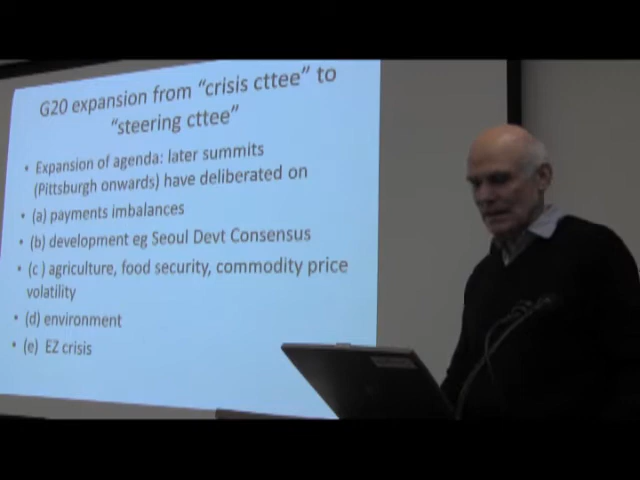 G20 expansion from “crisis cttee” to
“steering cttee”
• Expansion of agenda: later summits
(Pittsburgh onwards) have deliberated on
• (a) payments imbalances
• (b) development eg Seoul Devt Consensus
• (c ) agriculture, food security, commodity price
volatility
• (d) environment
• (e) EZ crisis